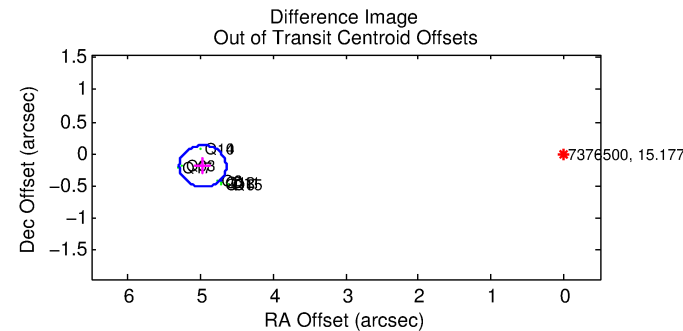 Difference Image
Out of Transit Centroid Offsets
Dec Offset (arcsec)
1.5
1
0.5
0
−0.5
−1
−1.5
7376500, 15.177
6 5 4 3 2 1 0
RA Offset (arcsec)